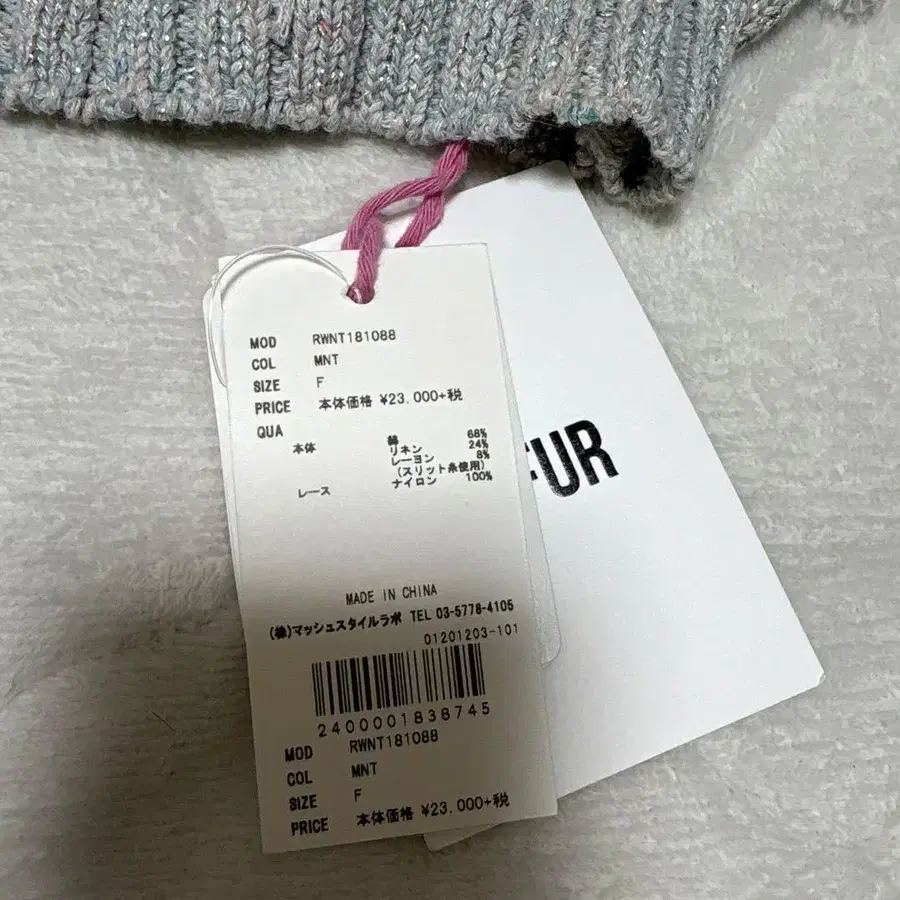 MOD RWNT181088
COL MNT
SIZE F
PRICE 本体価格 ¥23,000+税
QUA
本体 綿 68%
リネン 24%
レーヨン 8%
(スリット糸使用)
レース ナイロン 100%
MADE IN CHINA
(株)マッシュスタイルラボ TEL 03-5778-4105
01201203-101
2400001838745
MOD RWNT181088
COL MNT
SIZE F
PRICE 本体価格 ¥23,000+税
FUR